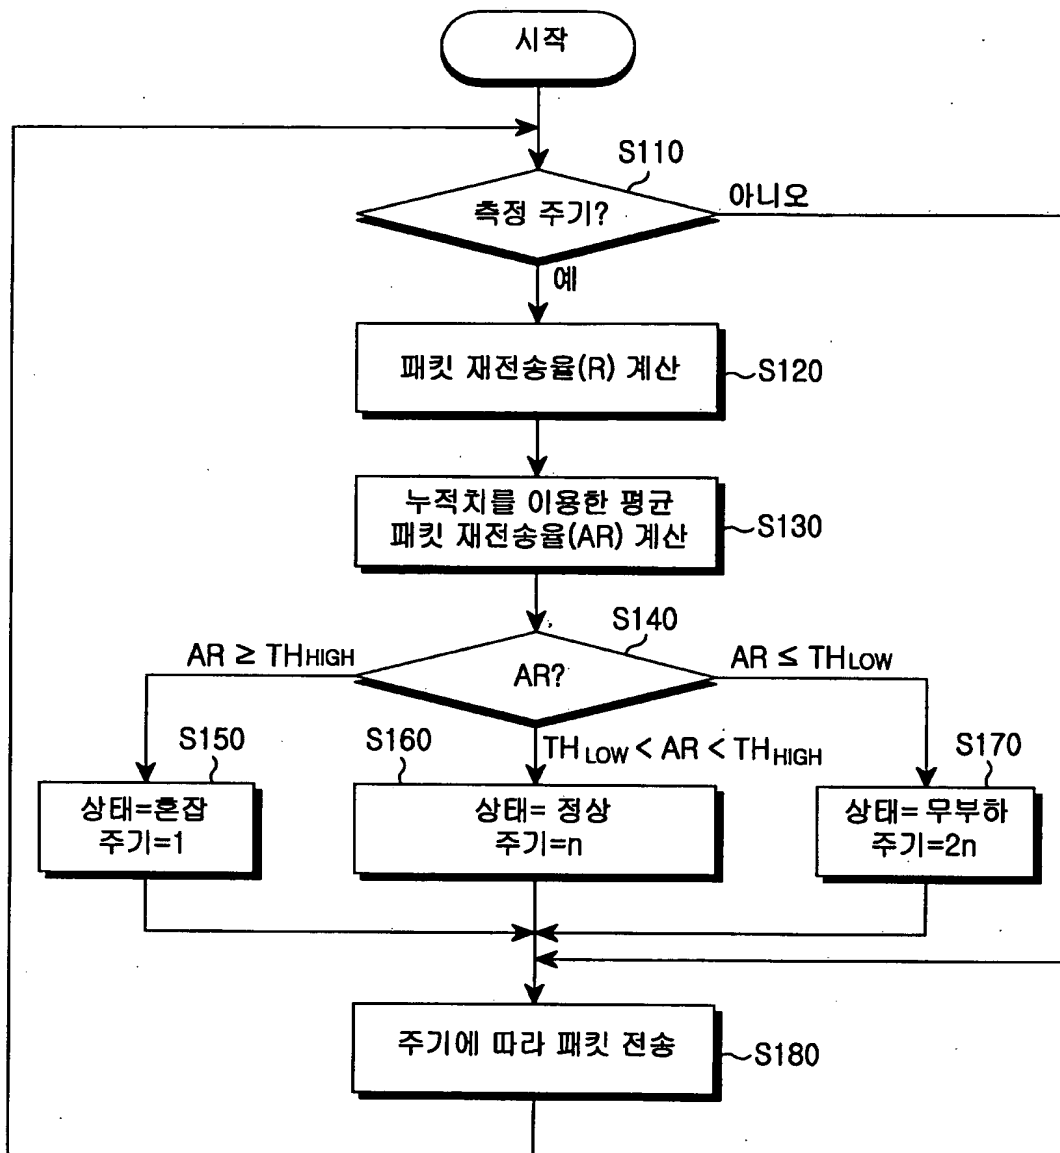 시작
S110
측정 주기?
아니오
예
패킷 재전송율(R) 계산
S120
누적치를 이용한 평균
패킷 재전송율(AR) 계산
S130
S140
AR ≥ THHIGH
AR?
AR ≤ THLOW
THLOW < AR < THHIGH
S150
상태=혼잡
주기=1
S160
상태= 정상
주기=n
S170
상태= 무부하
주기=2n
주기에 따라 패킷 전송
S180